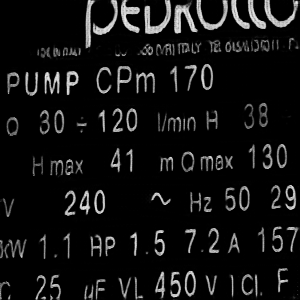 PEDROLLO
PUMP CPm 170
Q 30 ÷ 120 l/min H 38
H max 41 m Q max 130
V 240 ~ Hz 50 29
kW 1.1 HP 1.5 7.2 A 157
C 25 µF VL 450 V I Cl. F